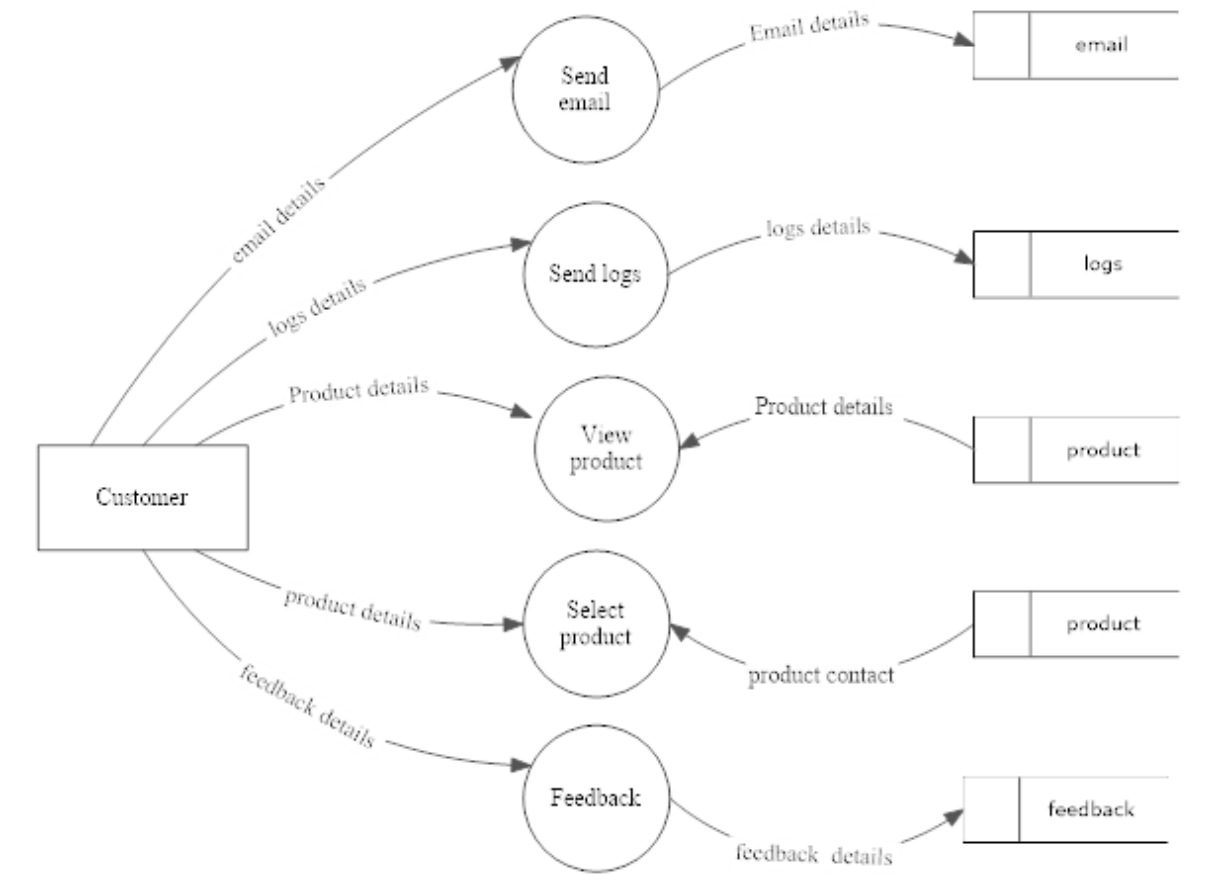 Email details
Send
email
email
email details
logs details
Send logs
logs
logs details
Product details
Product details
View
product
product
Customer
product details
Select
product
product
product contact
feedback details
Feedback
feedback
feedback details